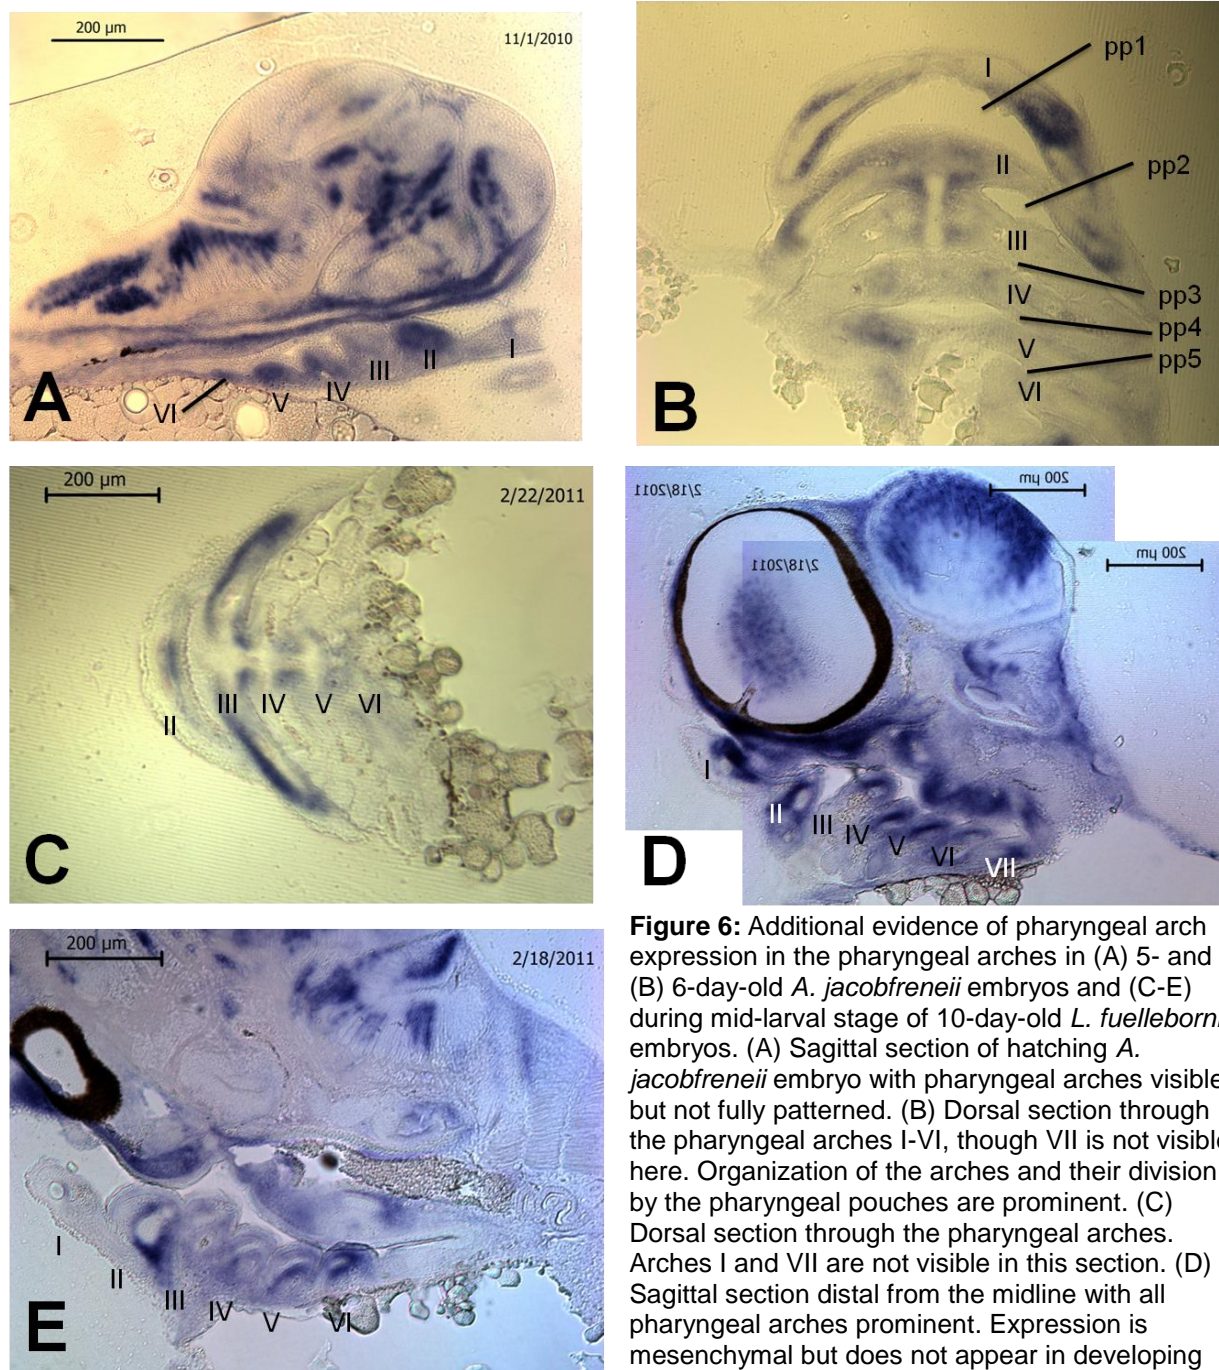 200 µm
11/1/2010
I
II
III
IV
V
VI
A
pp1
I
II
pp2
III
pp3
IV
pp4
V
pp5
VI
B
200 µm
2/22/2011
II
III IV V VI
C
2/18/2011
200 µm
2/18/2011
200 µm
I
II
III
IV
V
VI
VII
D
200 µm
2/18/2011
I
II
III
IV
V
VI
E
Figure 6: Additional evidence of pharyngeal arch
expression in the pharyngeal arches in (A) 5- and
(B) 6-day-old A. jacobfreneii embryos and (C-E)
during mid-larval stage of 10-day-old L. fuelleborni
embryos. (A) Sagittal section of hatching A.
jacobfreneii embryo with pharyngeal arches visible
but not fully patterned. (B) Dorsal section through
the pharyngeal arches I-VI, though VII is not visible
here. Organization of the arches and their division
by the pharyngeal pouches are prominent. (C)
Dorsal section through the pharyngeal arches.
Arches I and VII are not visible in this section. (D)
Sagittal section distal from the midline with all
pharyngeal arches prominent. Expression is
mesenchymal but does not appear in developing